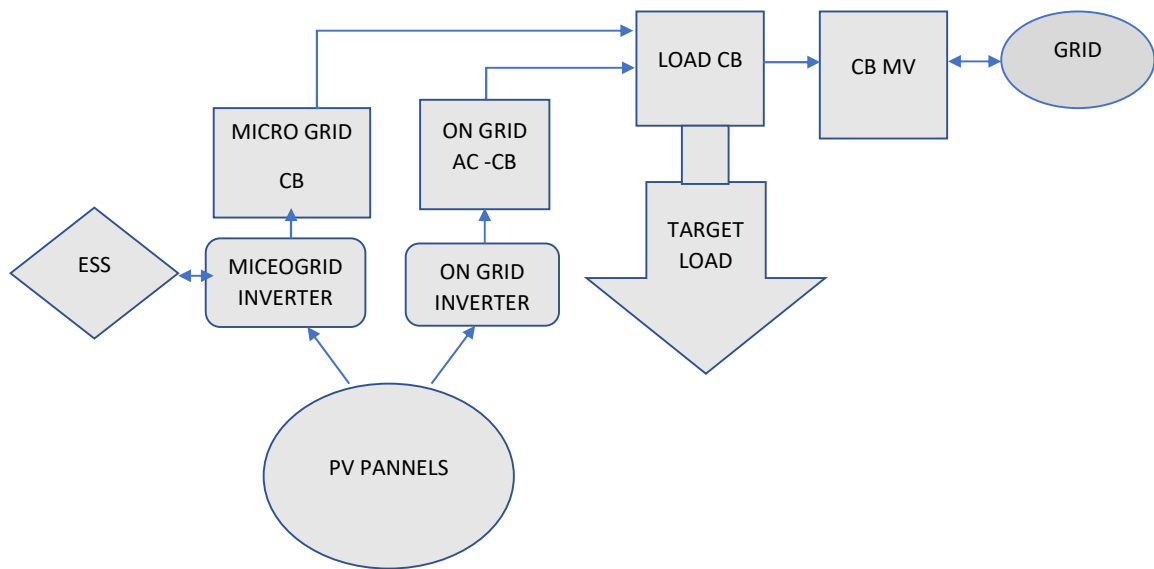 LOAD CB
CB MV
GRID
MICRO GRID
CB
ON GRID
AC -CB
ESS
MICEOGRID
INVERTER
ON GRID
INVERTER
TARGET
LOAD
PV PANNELS